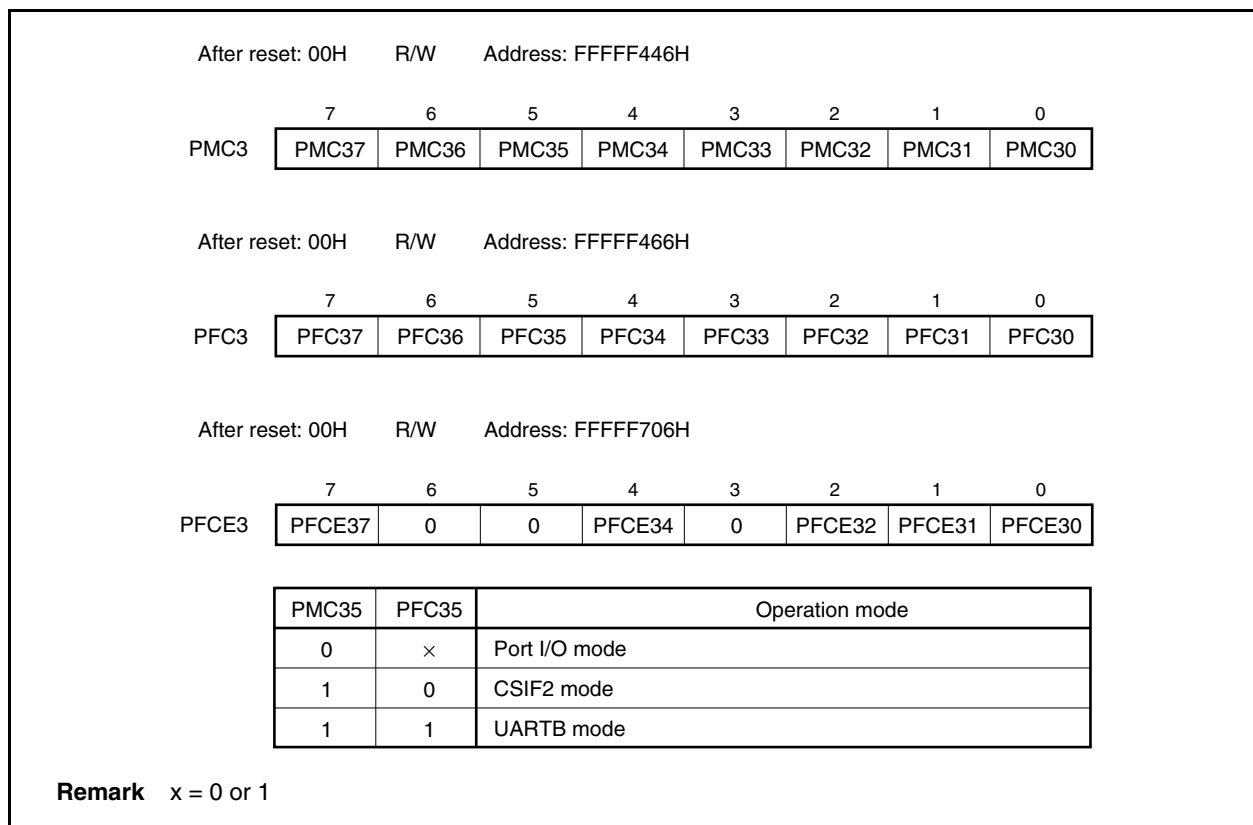 After reset: 00H R/W Address: FFFFF446H
7 6 5 4 3 2 1 0
PMC3 PMC37 PMC36 PMC35 PMC34 PMC33 PMC32 PMC31 PMC30
After reset: 00H R/W Address: FFFFF466H
7 6 5 4 3 2 1 0
PFC3 PFC37 PFC36 PFC35 PFC34 PFC33 PFC32 PFC31 PFC30
After reset: 00H R/W Address: FFFFF706H
7 6 5 4 3 2 1 0
PFCE3 PFCE37 0 0 PFCE34 0 PFCE32 PFCE31 PFCE30
PMC35 PFC35 Operation mode
0 × Port I/O mode
1 0 CSIF2 mode
1 1 UARTB mode
Remark x = 0 or 1